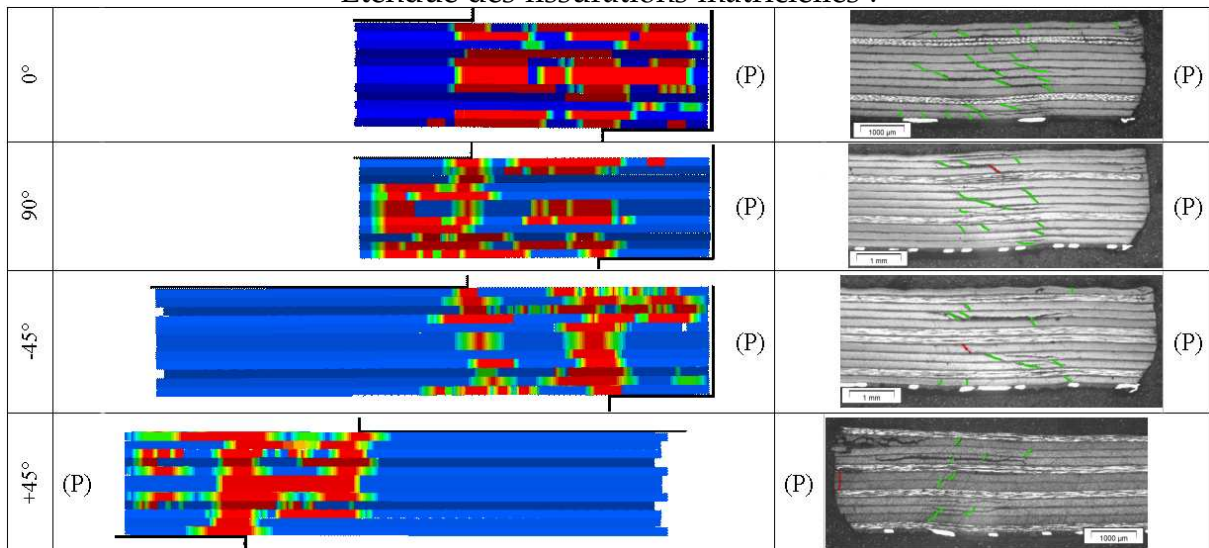 Etendue des fissurations matricielles :
0°
(P)
(P)
1000 µm
90°
(P)
(P)
1 mm
-45°
(P)
(P)
1 mm
+45°
(P)
(P)
1000 µm